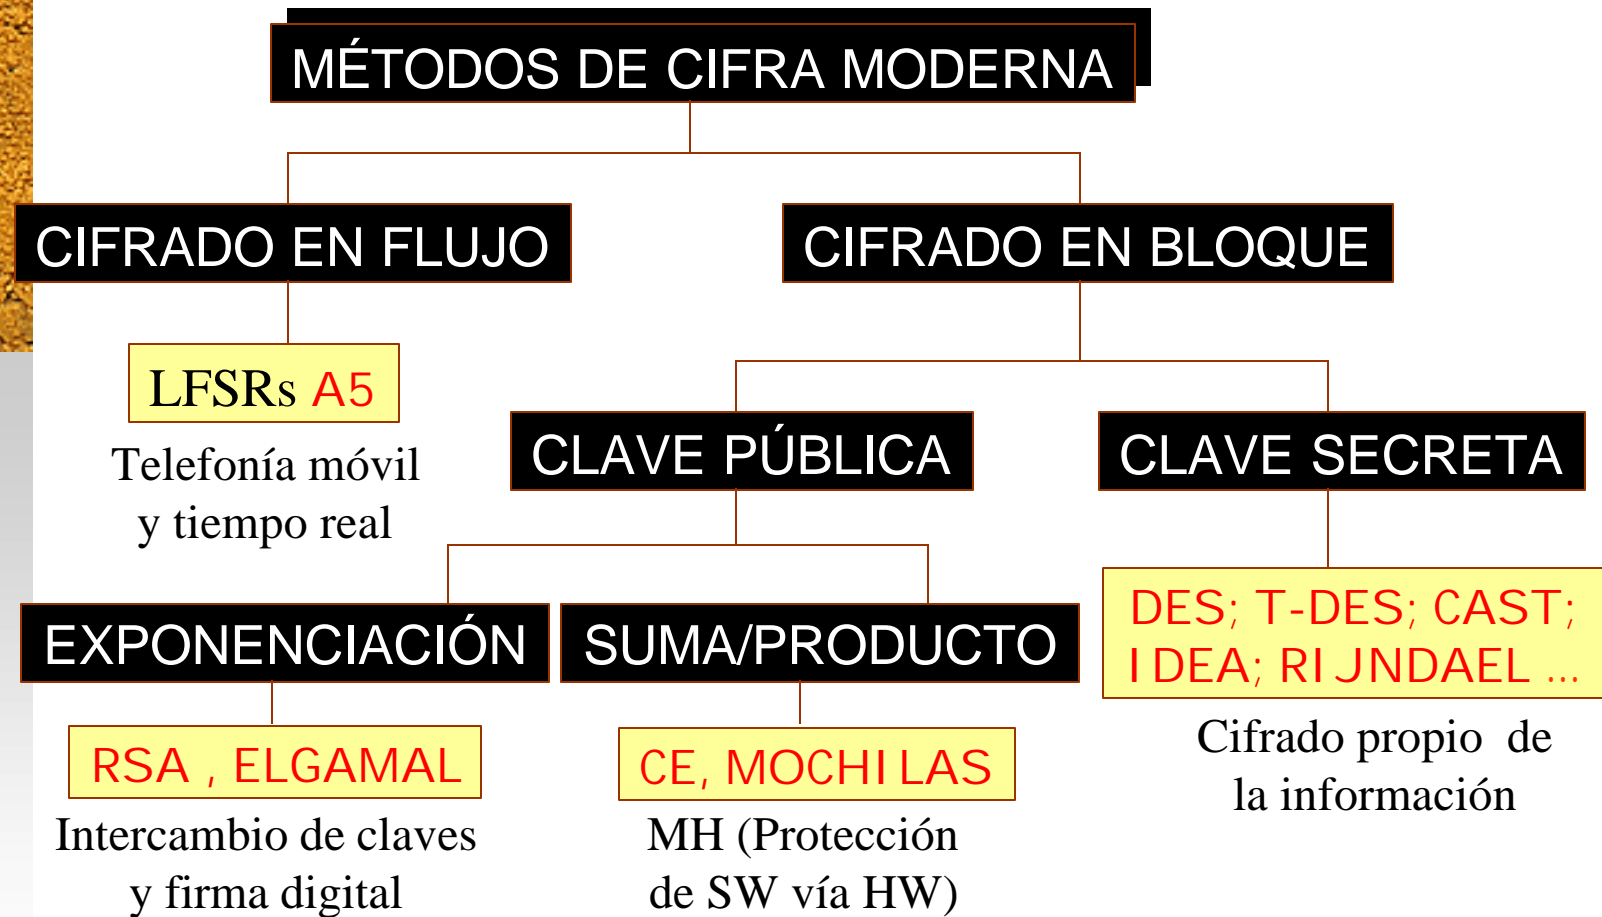 MÉTODOS DE CIFRA MODERNA
CIFRADO EN FLUJO
CIFRADO EN BLOQUE
LFSRs A5
Telefonía móvil
y tiempo real
CLAVE PÚBLICA
CLAVE SECRETA
EXPONENCIACIÓN
SUMA/PRODUCTO
DES; T-DES; CAST;
IDEA; RIJNDAEL ...
Cifrado propio de
la información
RSA , ELGAMAL
Intercambio de claves
y firma digital
CE, MOCHILAS
MH (Protección
de SW vía HW)